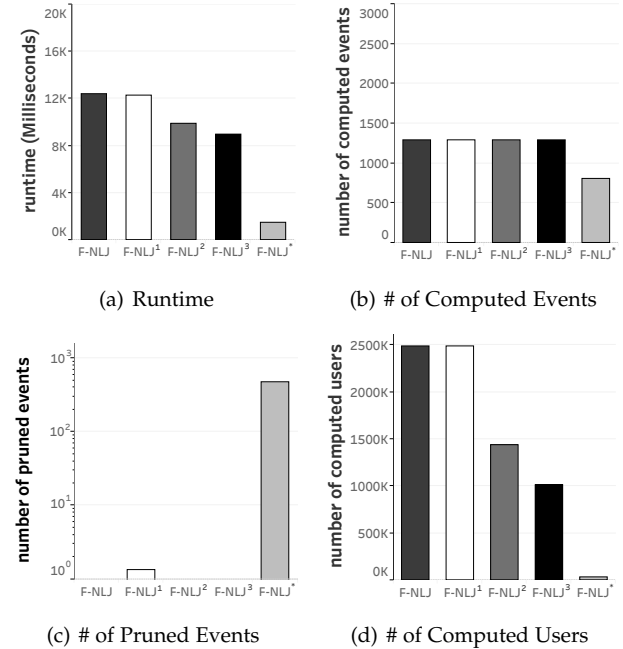 20K
16K
12K
8K
4K
0K
runtime (Milliseconds)
F-NLJ F-NLJ¹ F-NLJ² F-NLJ³ F-NLJ*
(a) Runtime
3000
2500
2000
1500
1000
500
0
number of computed events
F-NLJ F-NLJ¹ F-NLJ² F-NLJ³ F-NLJ*
(b) # of Computed Events
10³
10²
10¹
10⁰
number of pruned events
F-NLJ F-NLJ¹ F-NLJ² F-NLJ³ F-NLJ*
(c) # of Pruned Events
2500K
2000K
1500K
1000K
500K
0K
number of computed users
F-NLJ F-NLJ¹ F-NLJ² F-NLJ³ F-NLJ*
(d) # of Computed Users